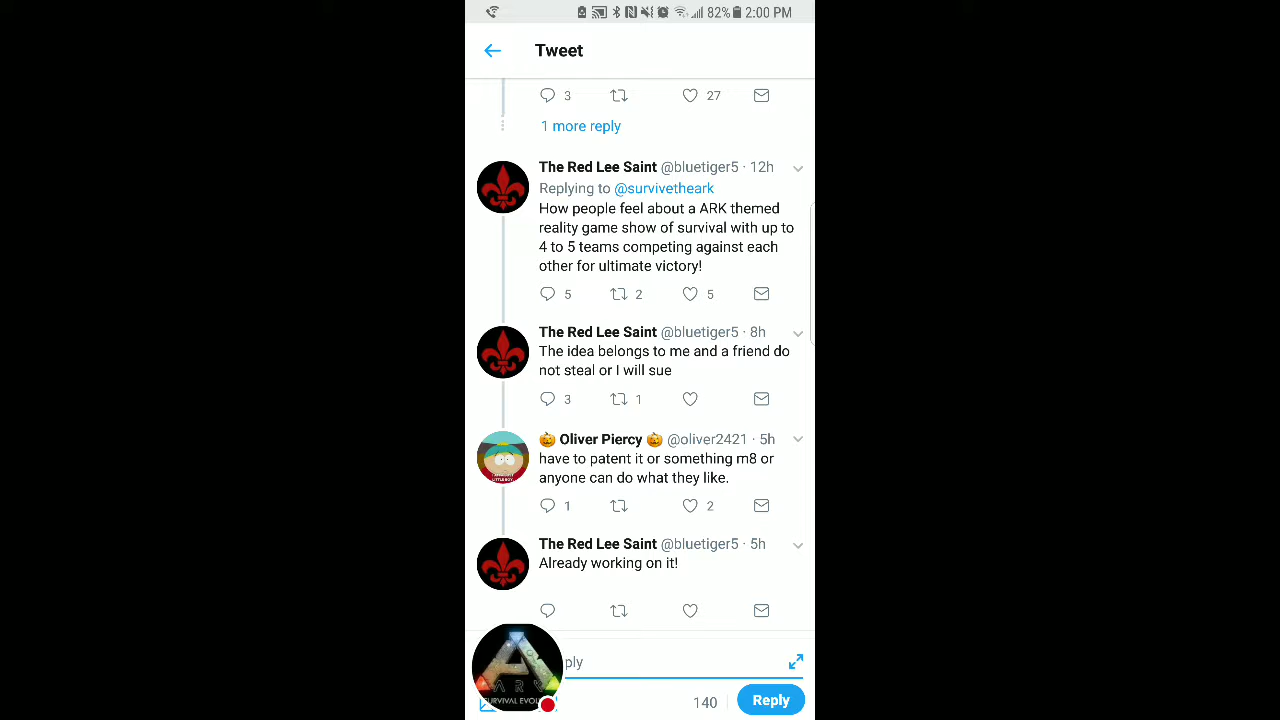 82% 2:00 PM
Tweet
3 27
1 more reply
The Red Lee Saint @bluetiger5 · 12h
Replying to @survivetheark
How people feel about a ARK themed
reality game show of survival with up to
4 to 5 teams competing against each
other for ultimate victory!
5 2 5
The Red Lee Saint @bluetiger5 · 8h
The idea belongs to me and a friend do
not steal or I will sue
3 1
🎃 Oliver Piercy 🎃 @oliver2421 · 5h
have to patent it or something m8 or
anyone can do what they like.
1 2
The Red Lee Saint @bluetiger5 · 5h
Already working on it!
ply
ARK
SURVIVAL EVOL
140 Reply